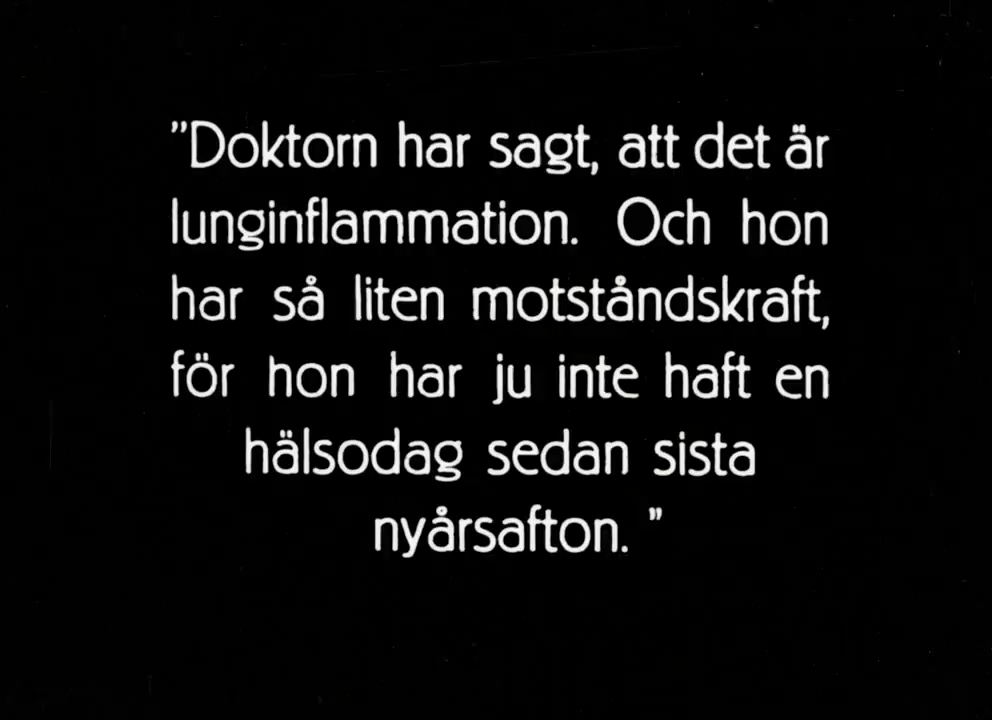 "Doktorn har sagt, att det är
lunginflammation. Och hon
har så liten motståndskraft,
för hon har ju inte haft en
hälsodag sedan sista
nyårsafton."